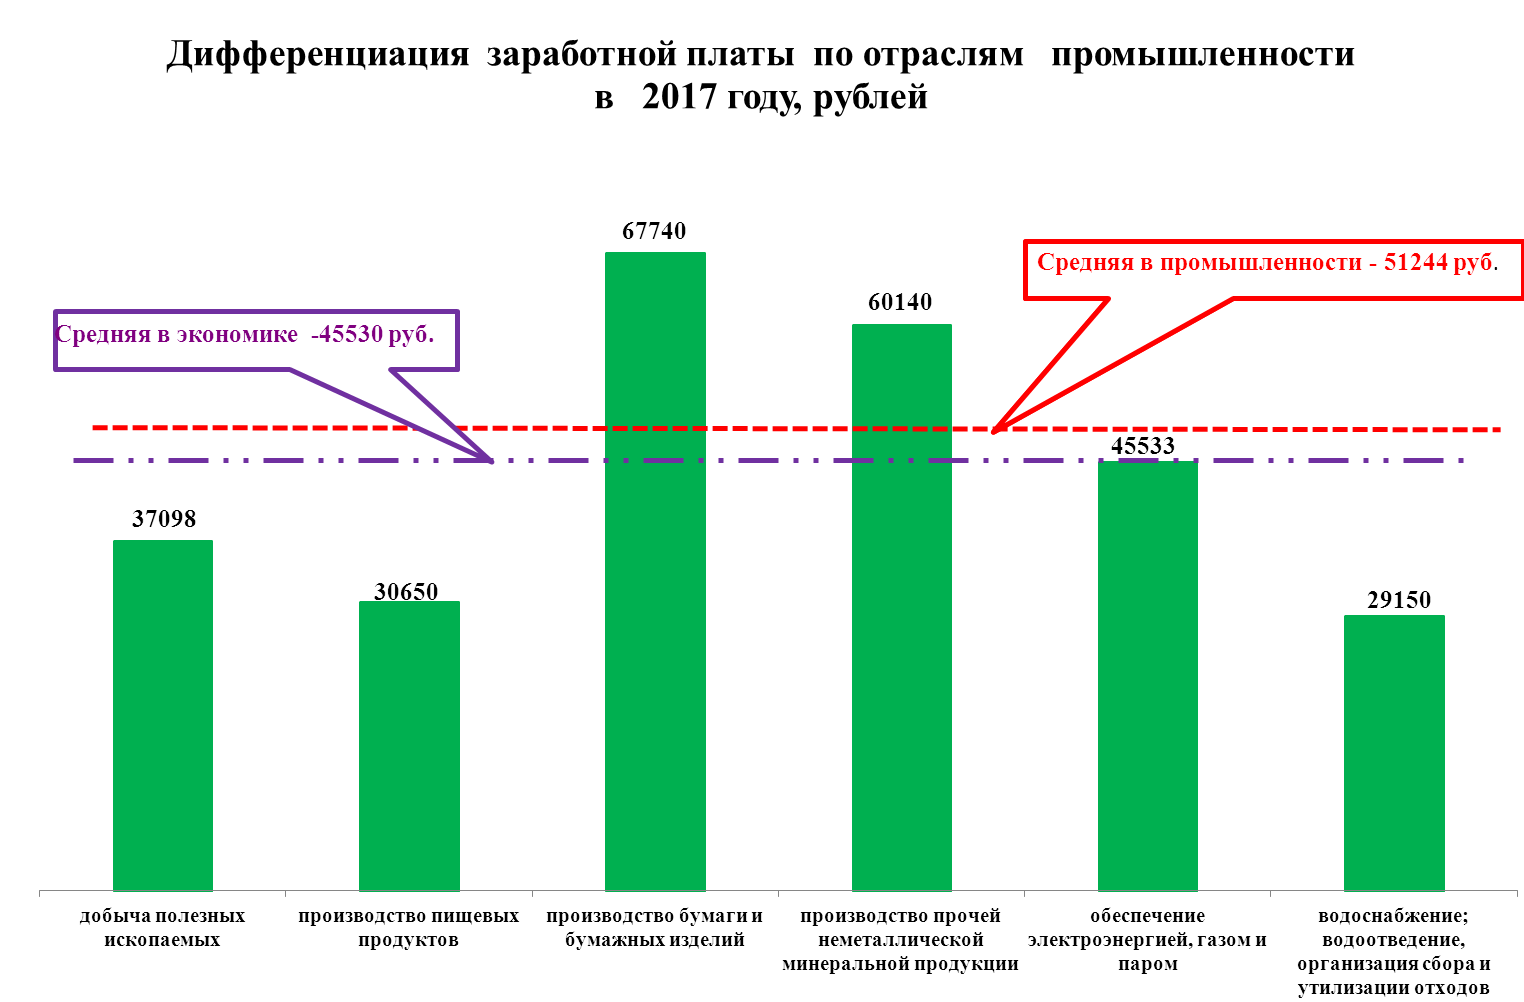 Дифференциация заработной платы по отраслям промышленности
в 2017 году, рублей
67740
Средняя в промышленности - 51244 руб.
60140
Средняя в экономике -45530 руб.
45533
37098
30650
29150
добыча полезных
ископаемых
производство пищевых
продуктов
производство бумаги и
бумажных изделий
производство прочей
неметаллической
минеральной продукции
обеспечение
электроэнергией, газом и
паром
водоснабжение;
водоотведение,
организация сбора и
утилизации отходов